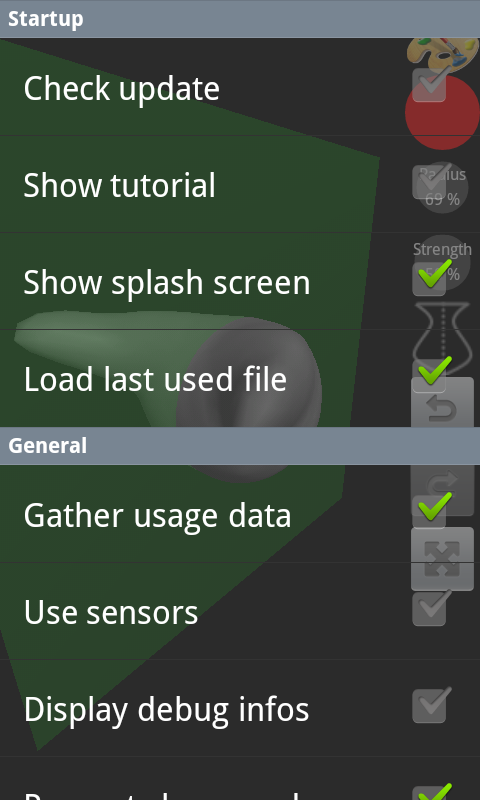 Startup
Check update
Show tutorial
Radius
69 %
Show splash screen
Strength
%
Load last used file
General
Gather usage data
Use sensors
Display debug infos